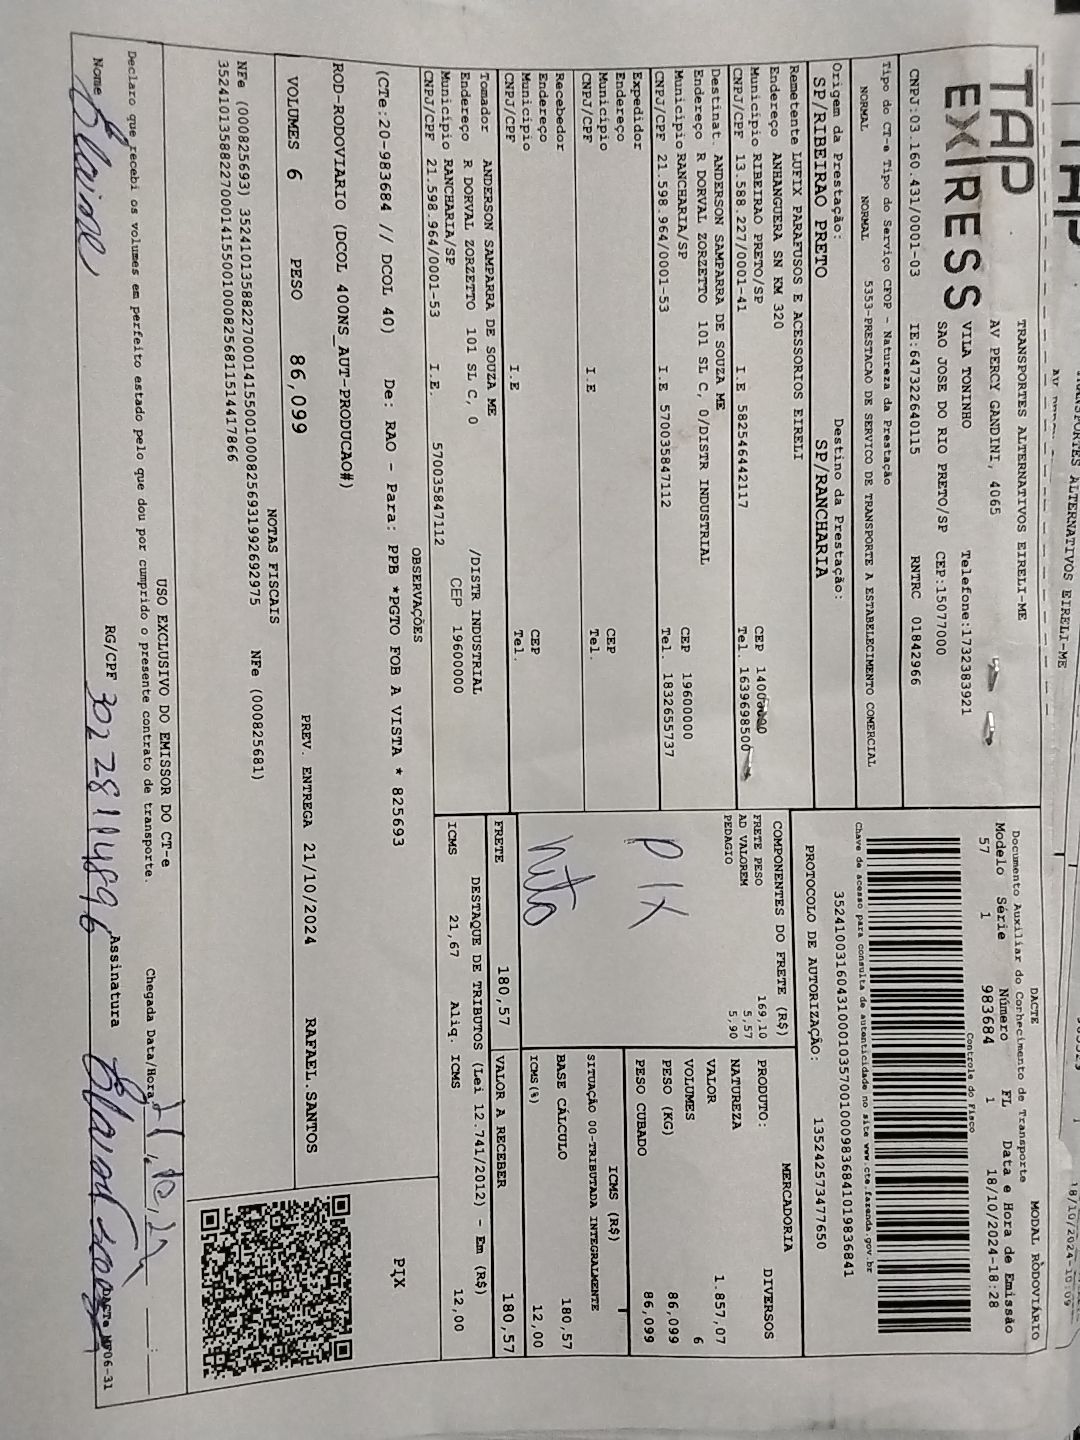 TAP
EXPRESS
TRANSPORTES ALTERNATIVOS EIRELI-ME
AV PERCY GANDINI, 4065
VILA TONINHO Telefone:1732383921
SAO JOSE DO RIO PRETO/SP CEP:15077000
CNPJ:03.160.431/0001-03 IE:647322640115 RNTRC 01842966
Tipo do CT-e Tipo do Serviço CFOP - Natureza da Prestação
NORMAL NORMAL 5353-PRESTACAO DE SERVICO DE TRANSPORTE A ESTABELECIMENTO COMERCIAL
Origem da Prestação: Destino da Prestação:
SP/RIBEIRAO PRETO SP/RANCHARIA
Remetente LUFIX PARAFUSOS E ACESSORIOS EIRELI
Endereço ANHANGUERA SN KM 320 CEP
Município RIBEIRAO PRETO/SP Tel. 1639698500
CNPJ/CPF 13.588.227/0001-41 I.E 582546442117
Destinat. ANDERSON SAMPARRA DE SOUZA ME
Endereço R DORVAL ZORZETTO 101 SL C, 0/DISTR INDUSTRIAL
Município RANCHARIA/SP CEP 19600000
CNPJ/CPF 21.598.964/0001-53 I.E 570035847112 Tel. 1832655737
Expedidor
Endereço
Município CEP
CNPJ/CPF I.E Tel.
Recebedor
Endereço
Município CEP
CNPJ/CPF I.E Tel.
Tomador ANDERSON SAMPARRA DE SOUZA ME
Endereço R DORVAL ZORZETTO 101 SL C, 0 /DISTR INDUSTRIAL
Município RANCHARIA/SP CEP 19600000
CNPJ/CPF 21.598.964/0001-53 I.E. 570035847112
DACTE MODAL RODOVIÁRIO
Documento Auxiliar do Conhecimento de Transporte
Modelo Série Número FL Data e Hora de Emissão
57 1 983684 1 18/10/2024-18:28
Controle do Fisco
Chave de acesso para consulta de autenticidade no site www.cte.fazenda.gov.br
35241003160431000103570010009836841019836841
PROTOCOLO DE AUTORIZAÇÃO: 135242573477650
COMPONENTES DO FRETE (R$)
FRETE PESO 169,10
AD VALOREM 5,57
PEDAGIO 5,90
PIX
FRETE 180,57
MERCADORIA
PRODUTO: DIVERSOS
NATUREZA
VALOR 1.857,07
VOLUMES 6
PESO (KG) 86,099
PESO CUBADO 86,099
ICMS (R$)
SITUAÇÃO 00-TRIBUTADA INTEGRALMENTE
BASE CÁLCULO 180,57
ICMS(%) 12,00
VALOR A RECEBER 180,57
DESTAQUE DE TRIBUTOS (Lei 12.741/2012) - Em (R$)
ICMS 21,67 Aliq. ICMS 12,00
OBSERVAÇÕES
(CTe:20-983684 // DCOL 40) De: RAO - Para: PPB *PGTO FOB A VISTA * 825693
ROD-RODOVIARIO (DCOL 400NS_AUT-PRODUCAO#)
PIX
VOLUMES 6 PESO 86,099 PREV. ENTREGA 21/10/2024 RAFAEL.SANTOS
NOTAS FISCAIS
NFe (000825693) 35241013588227000141550010008256931992692975 NFe (000825681)
35241013588227000141550010008256811514417866
USO EXCLUSIVO DO EMISSOR DO CT-e
Declaro que recebi os volumes em perfeito estado pelo que dou por cumprido o presente contrato de transporte. Chegada Data/Hora
Nome RG/CPF 302281114896 Assinatura
DACTe MP06-31